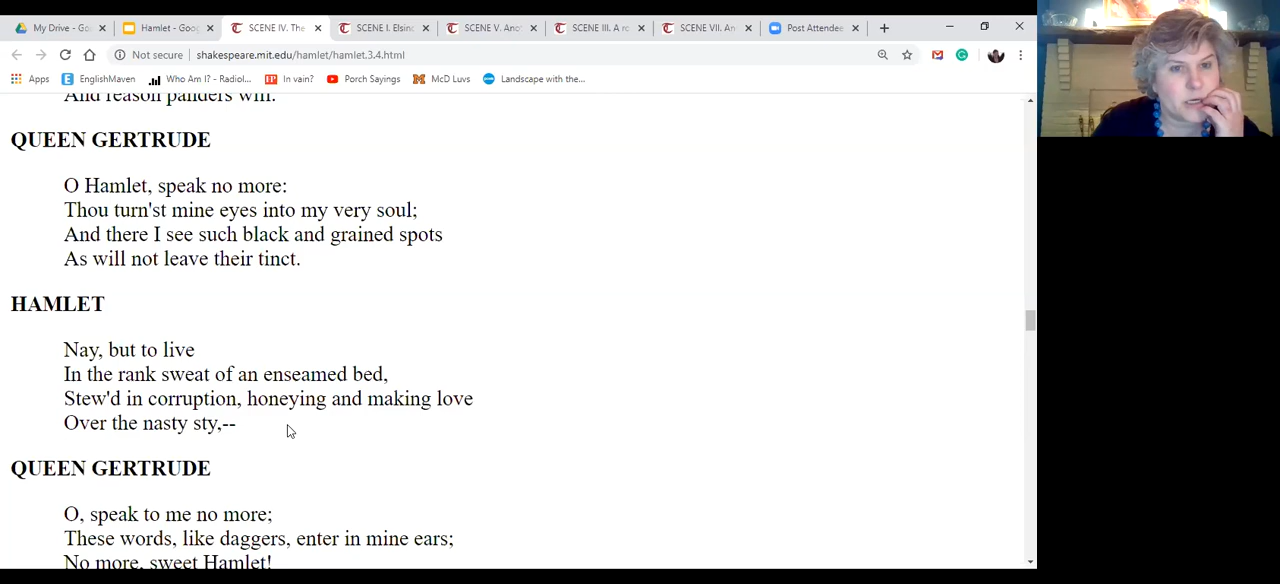 My Drive - Goo
Hamlet - Goog
SCENE IV. The
SCENE I. Elsino
SCENE V. Anot
SCENE III. A ro
SCENE VII. An
Post Attendee
Not secure
shakespeare.mit.edu/hamlet/hamlet.3.4.html
Apps
EnglishMaven
Who Am I? - Radiol...
In vain?
Porch Sayings
McD Luvs
Landscape with the...
And reason panders will.
QUEEN GERTRUDE
O Hamlet, speak no more:
Thou turn'st mine eyes into my very soul;
And there I see such black and grained spots
As will not leave their tinct.
HAMLET
Nay, but to live
In the rank sweat of an enseamed bed,
Stew'd in corruption, honeying and making love
Over the nasty sty,--
QUEEN GERTRUDE
O, speak to me no more;
These words, like daggers, enter in mine ears;
No more, sweet Hamlet!